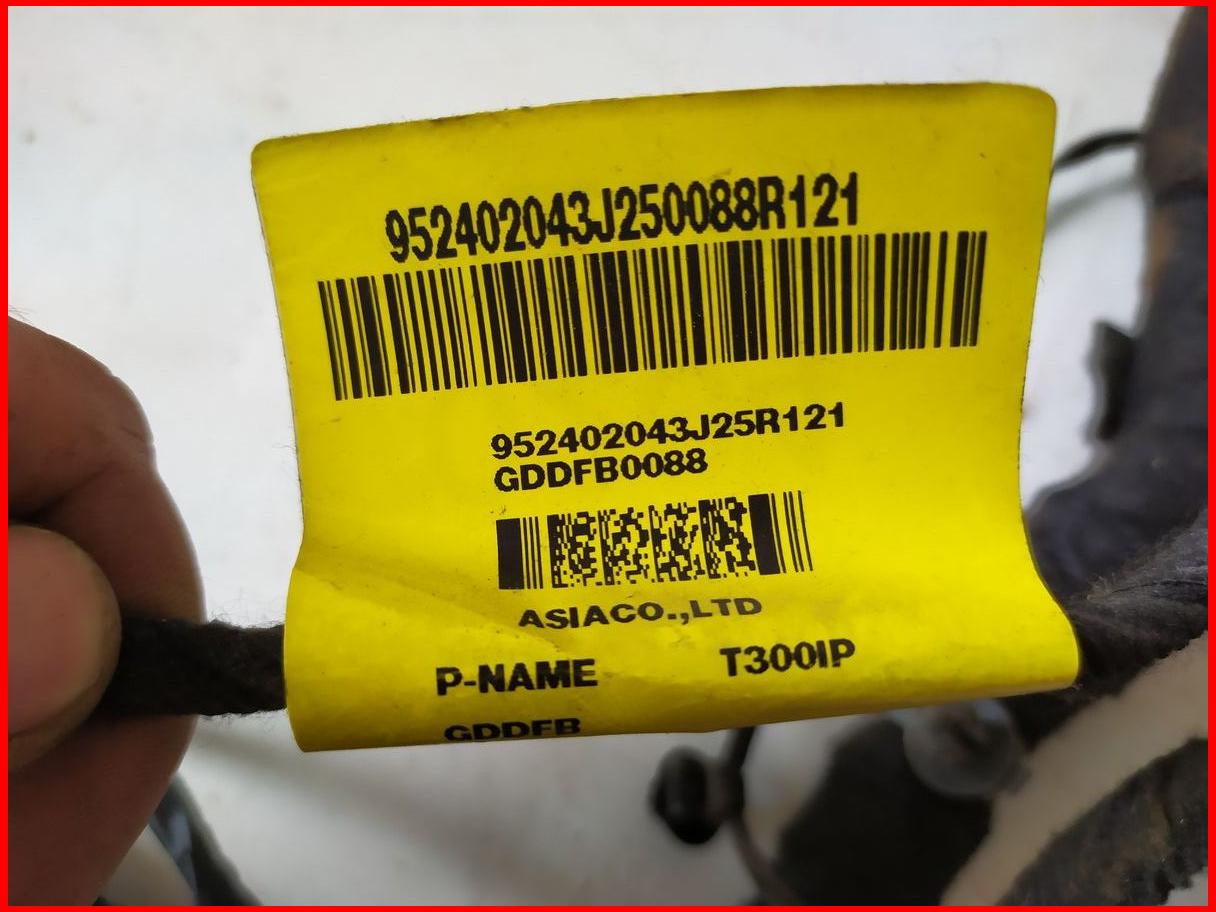 952402043J250088R121
952402043J25R121
GDDFB0088
ASIACO.,LTD
P-NAME T300IP
GDDFB